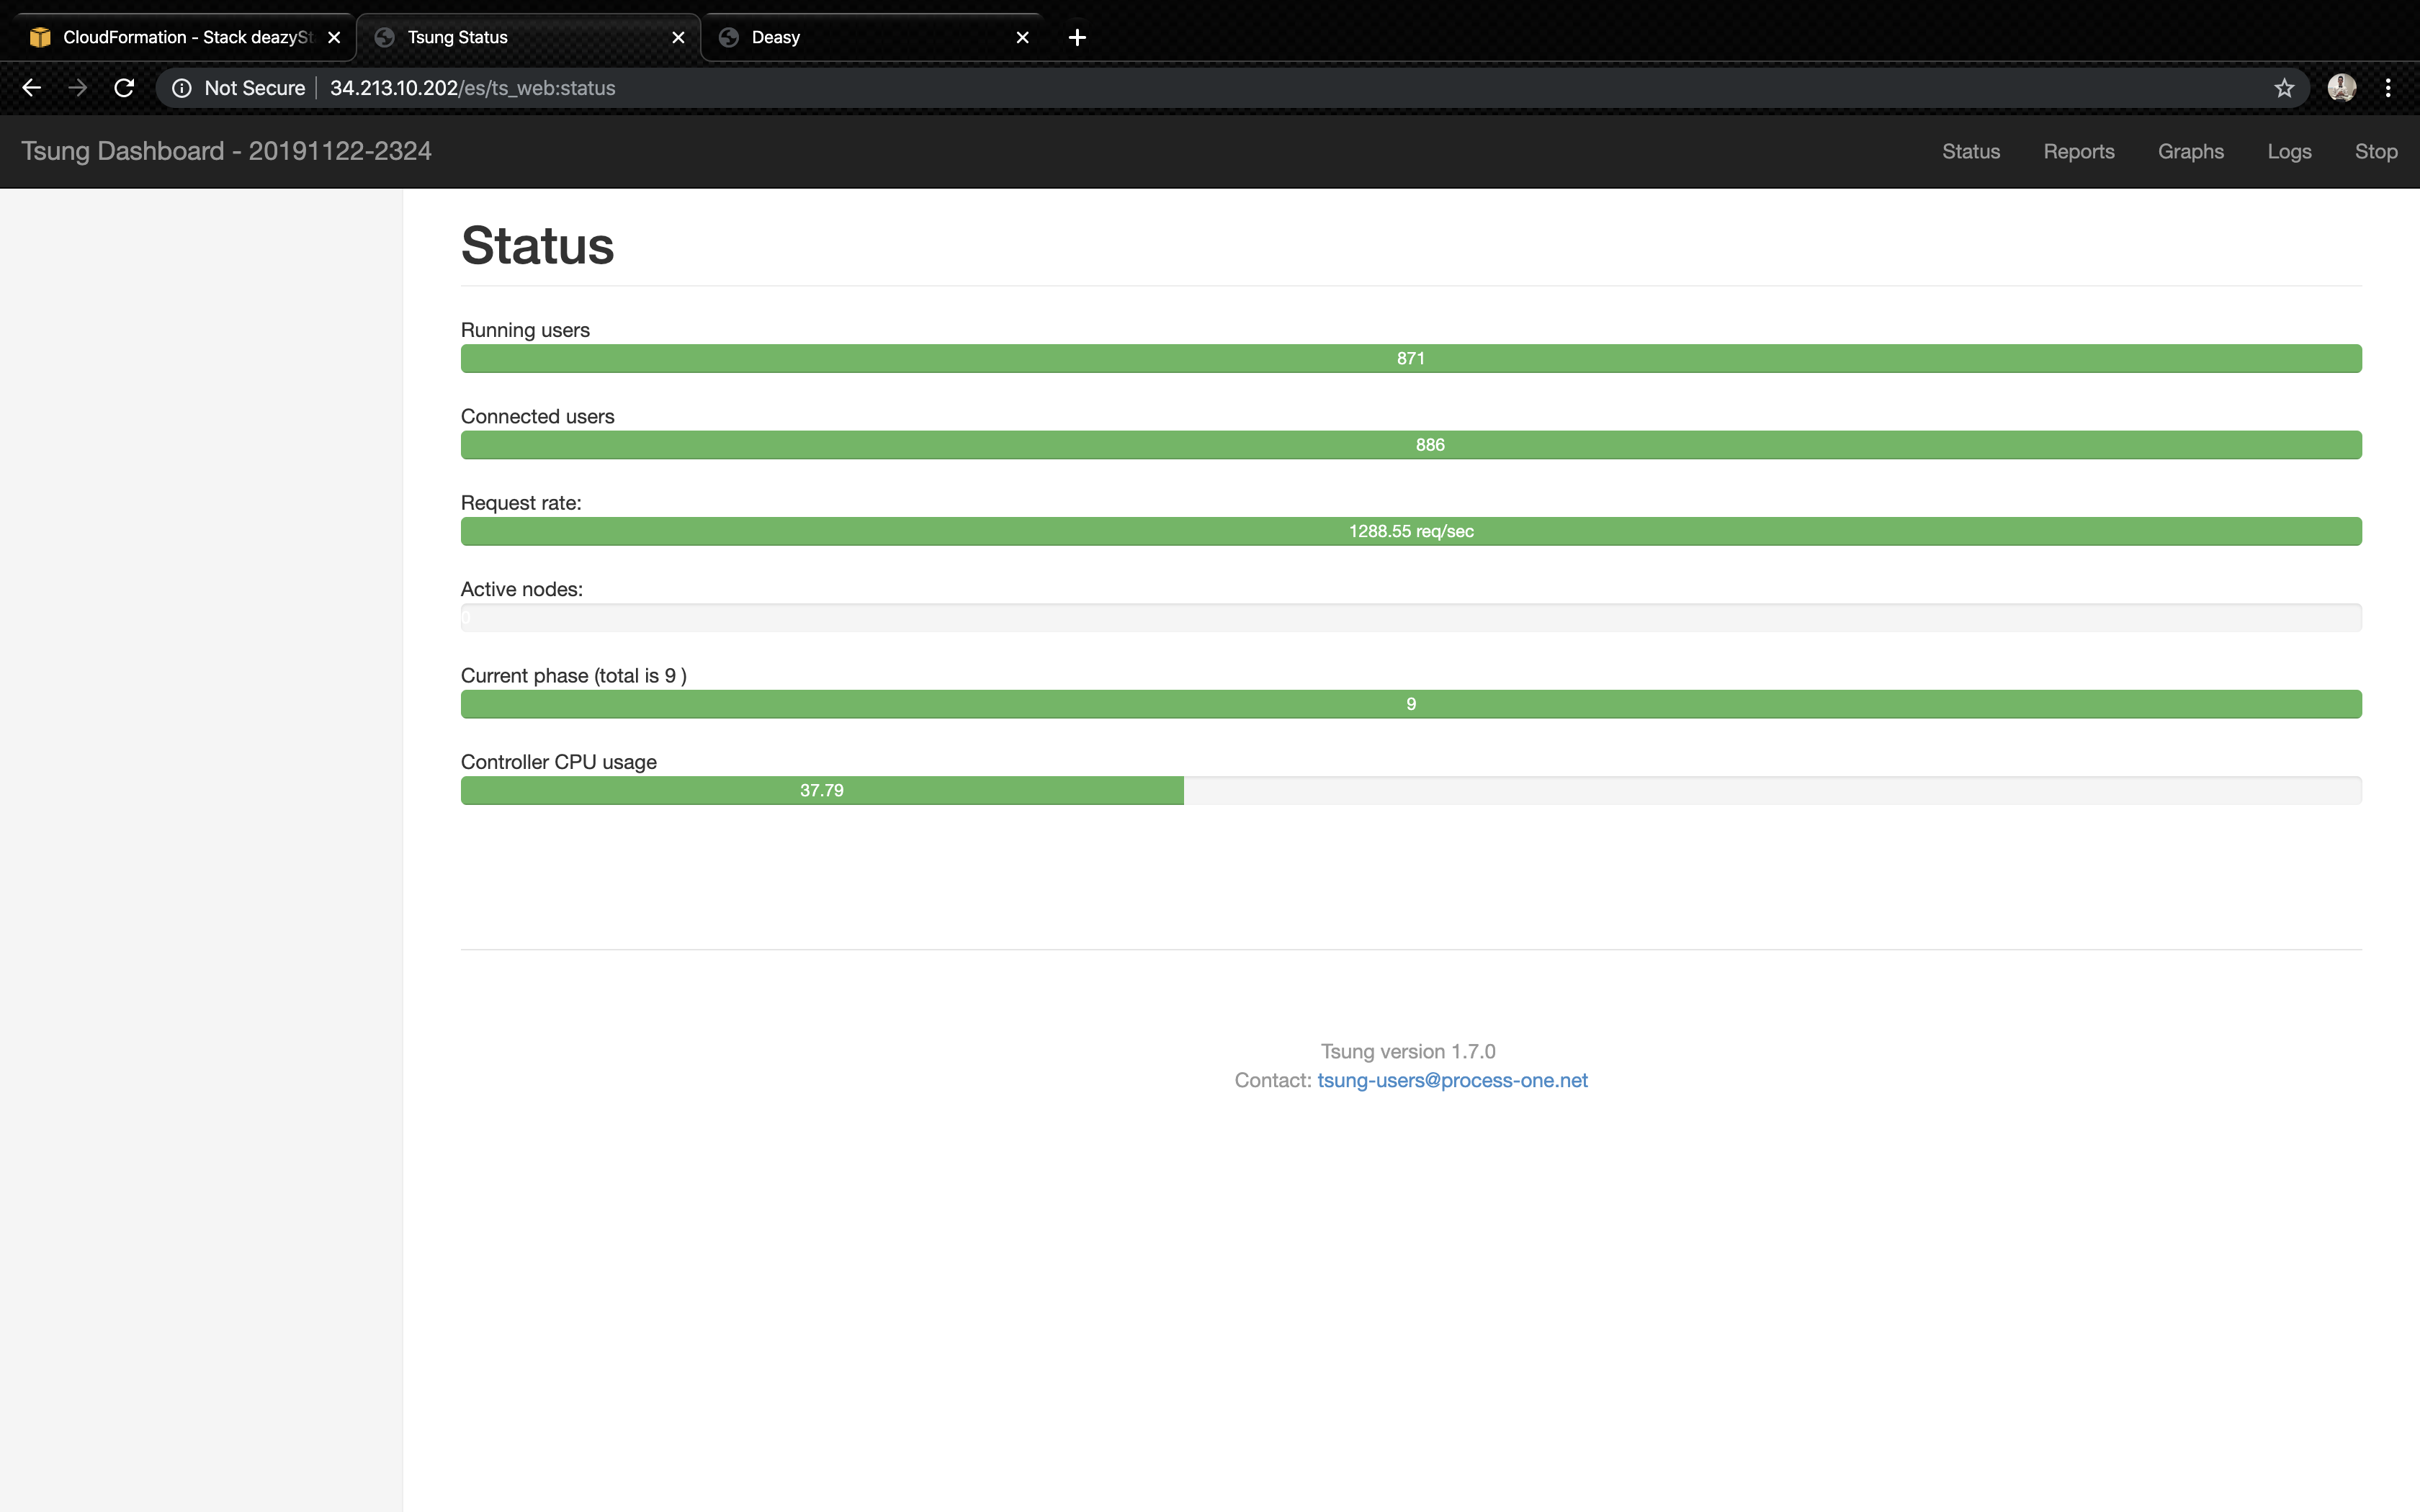 CloudFormation - Stack deazySt
Tsung Status
Deasy
Not Secure
34.213.10.202/es/ts_web:status
Tsung Dashboard - 20191122-2324
Status
Reports
Graphs
Logs
Stop
Status
Running users
871
Connected users
886
Request rate:
1288.55 req/sec
Active nodes:
0
Current phase (total is 9 )
9
Controller CPU usage
37.79
Tsung version 1.7.0
Contact: tsung-users@process-one.net